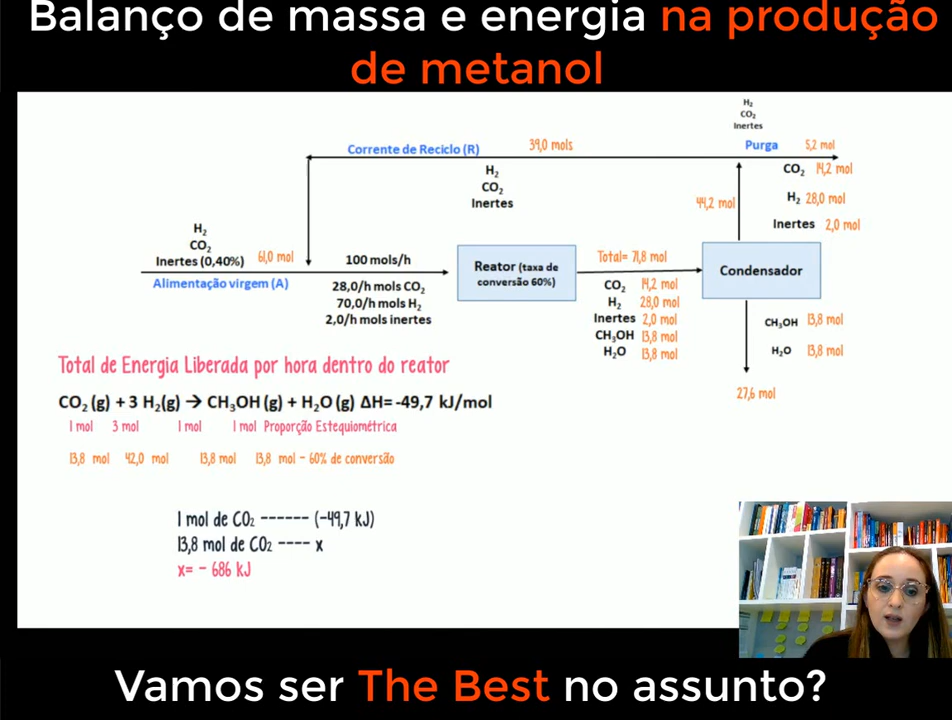 Balanço de massa e energia na produção
de metanol
H₂
CO₂
Inertes
Corrente de Reciclo (R) 39,0 mols
Purga 5,2 mol
H₂
CO₂
Inertes
CO₂ 14,2 mol
H₂ 28,0 mol
Inertes 2,0 mol
44,2 mol
H₂
CO₂
Inertes (0,40%) 61,0 mol
Alimentação virgem (A)
100 mols/h
28,0/h mols CO₂
70,0/h mols H₂
2,0/h mols inertes
Reator (taxa de
conversão 60%)
Total= 71,8 mol
CO₂ 14,2 mol
H₂ 28,0 mol
Inertes 2,0 mol
CH₃OH 13,8 mol
H₂O 13,8 mol
Condensador
CH₃OH 13,8 mol
H₂O 13,8 mol
27,6 mol
Total de Energia Liberada por hora dentro do reator
CO₂ (g) + 3 H₂(g) → CH₃OH (g) + H₂O (g) ΔH= -49,7 kJ/mol
1 mol 3 mol 1 mol 1 mol Proporção Estequiométrica
13,8 mol 42,0 mol 13,8 mol 13,8 mol - 60% de conversão
1 mol de CO₂ ------ (-49,7 kJ)
13,8 mol de CO₂ ---- x
x= - 686 kJ
Vamos ser The Best no assunto?